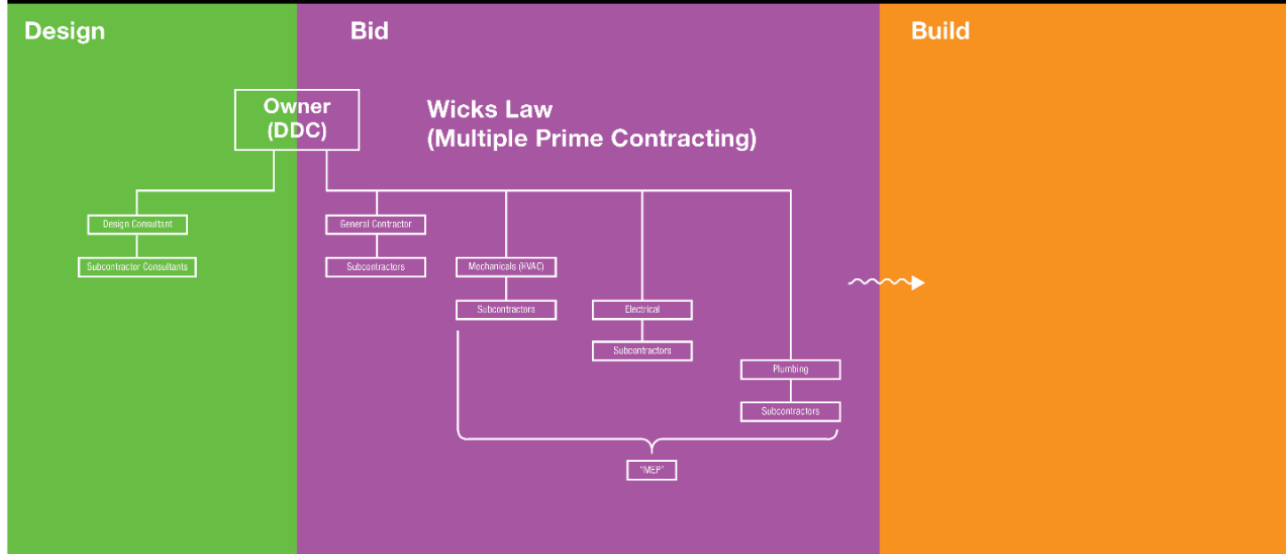 Design
Bid
Build
Owner
(DDC)
Wicks Law
(Multiple Prime Contracting)
Design Consultant
Subcontractor Consultants
General Contractor
Subcontractors
Mechanicals (HVAC)
Subcontractors
Electrical
Subcontractors
Plumbing
Subcontractors
"MEP"